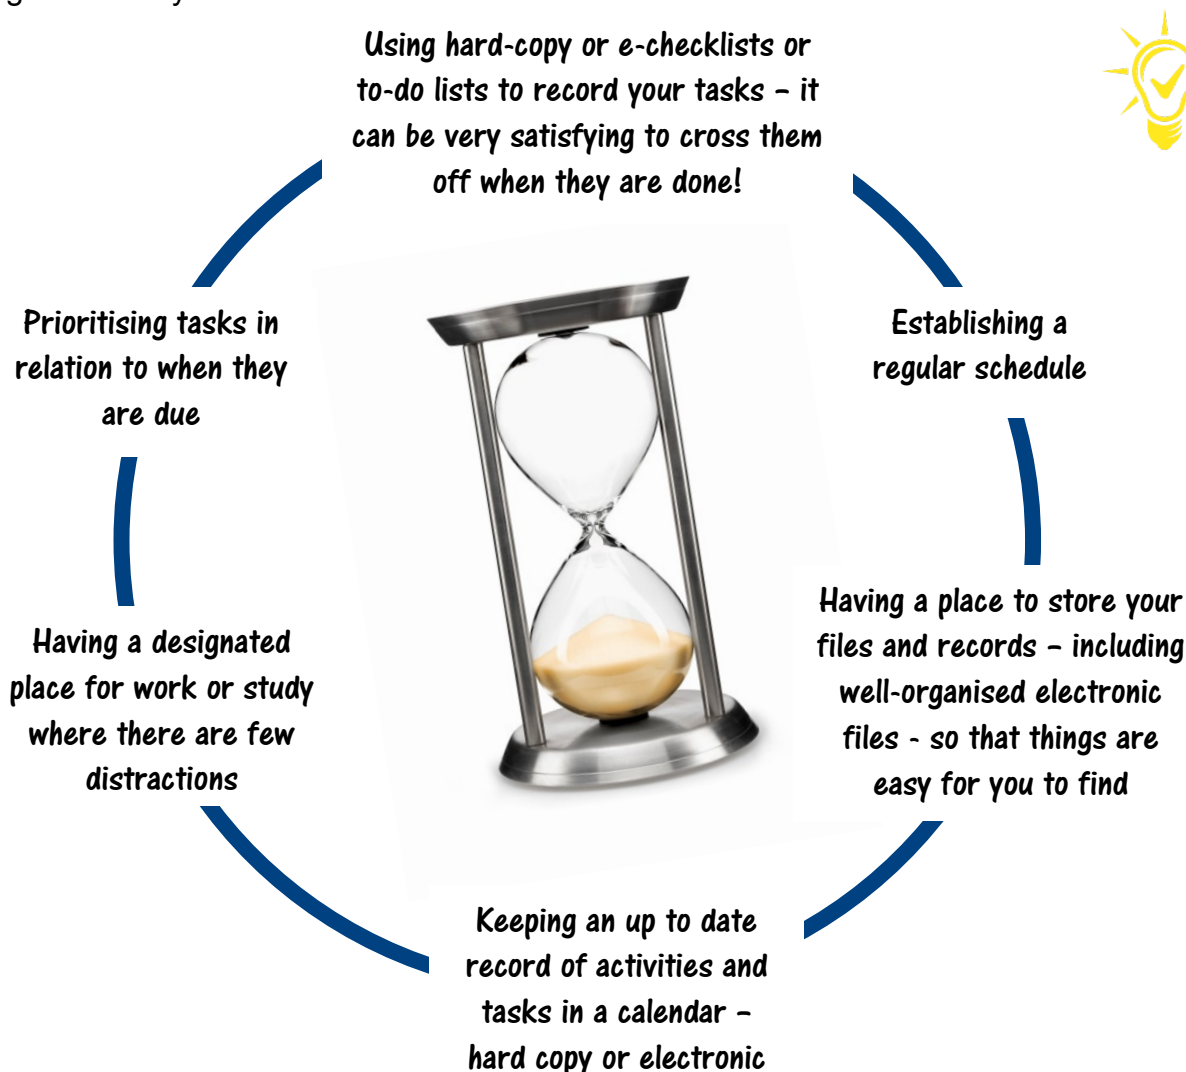 Using hard-copy or e-checklists or
to-do lists to record your tasks – it
can be very satisfying to cross them
off when they are done!
Establishing a
regular schedule
Having a place to store your
files and records – including
well-organised electronic
files - so that things are
easy for you to find
Keeping an up to date
record of activities and
tasks in a calendar –
hard copy or electronic
Having a designated
place for work or study
where there are few
distractions
Prioritising tasks in
relation to when they
are due